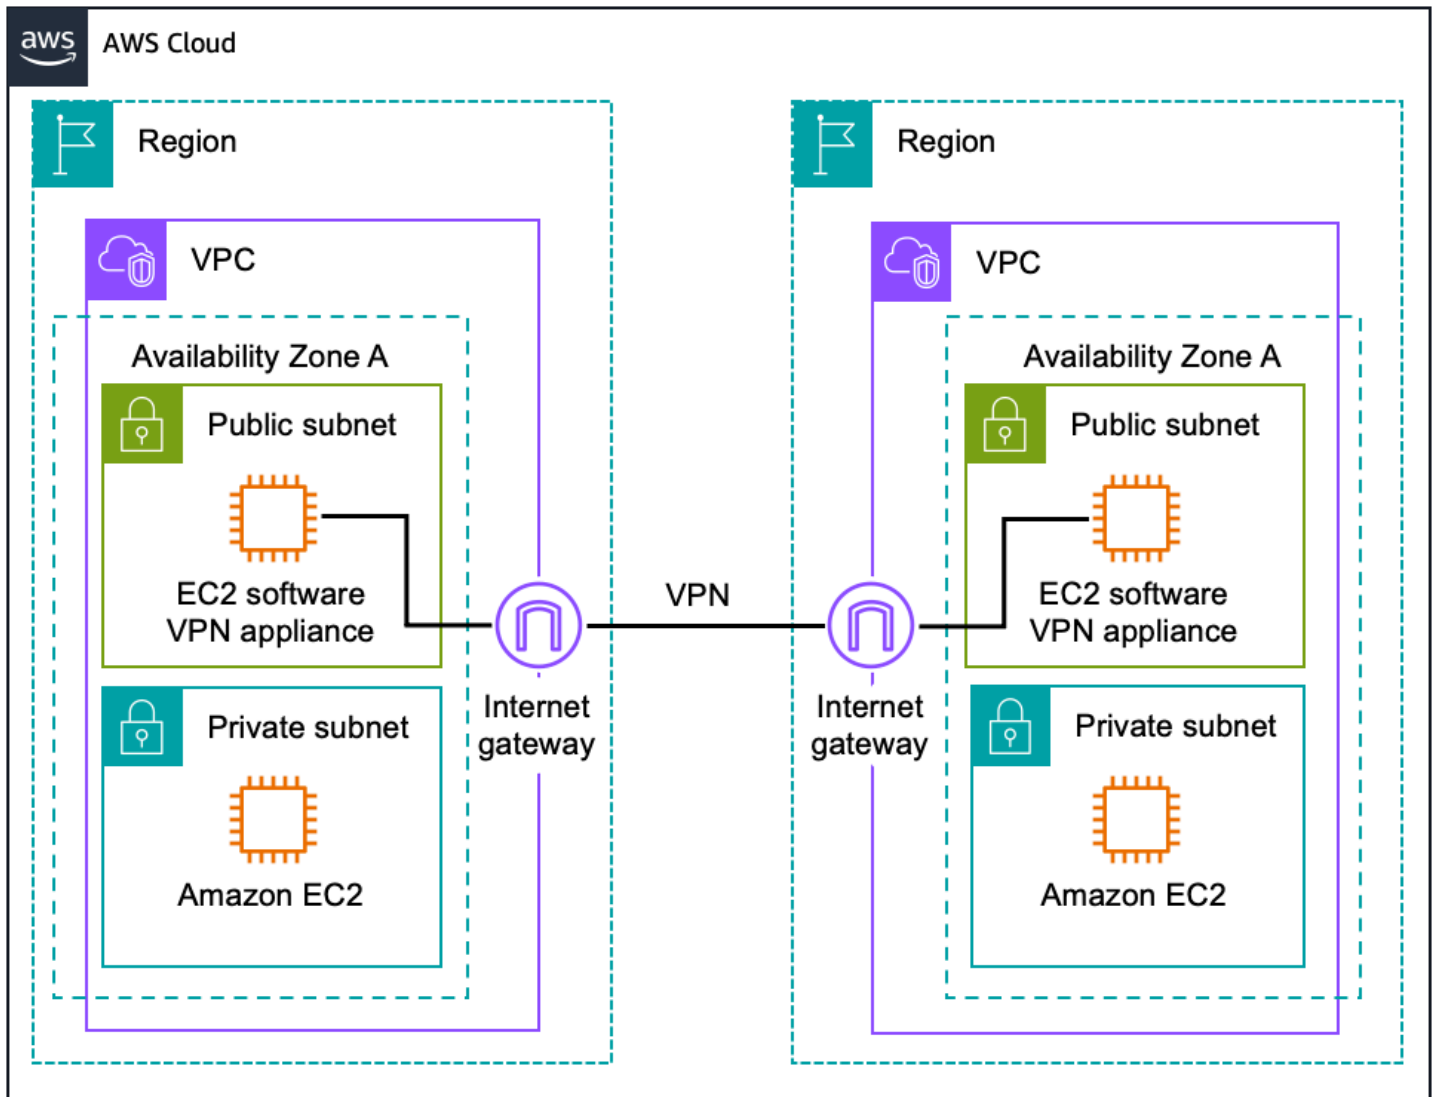 aws
AWS Cloud
Region
VPC
Availability Zone A
Public subnet
EC2 software
VPN appliance
Private subnet
Amazon EC2
Internet
gateway
VPN
Region
VPC
Availability Zone A
Public subnet
EC2 software
VPN appliance
Private subnet
Amazon EC2
Internet
gateway